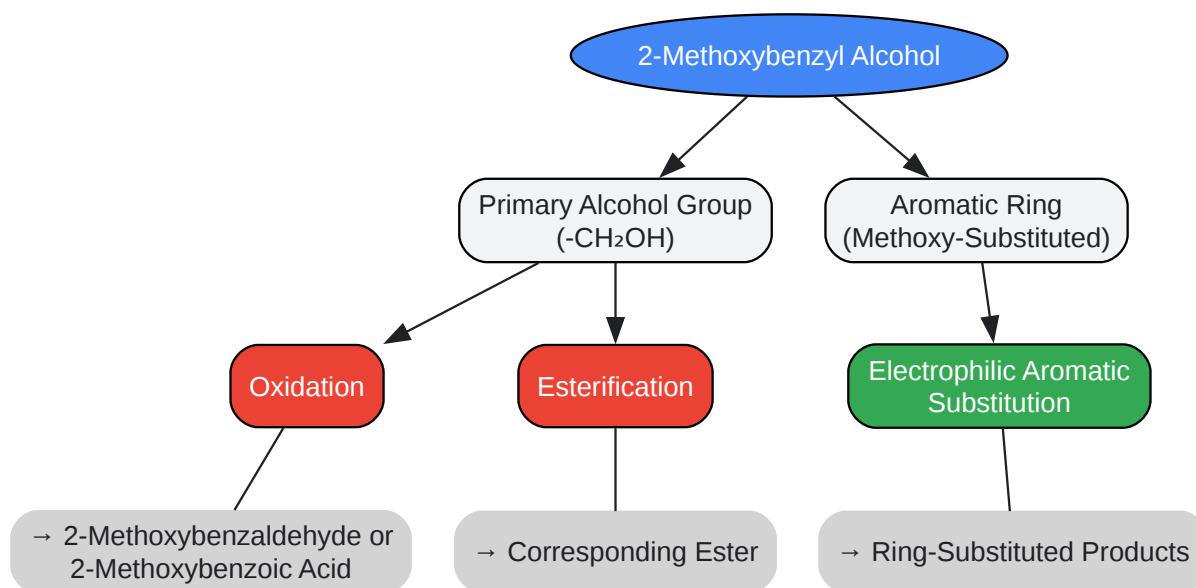 2-Methoxybenzyl Alcohol
Primary Alcohol Group
(-CH₂OH)
Aromatic Ring
(Methoxy-Substituted)
Oxidation
Esterification
Electrophilic Aromatic
Substitution
→ 2-Methoxybenzaldehyde or
2-Methoxybenzoic Acid
→ Corresponding Ester
→ Ring-Substituted Products